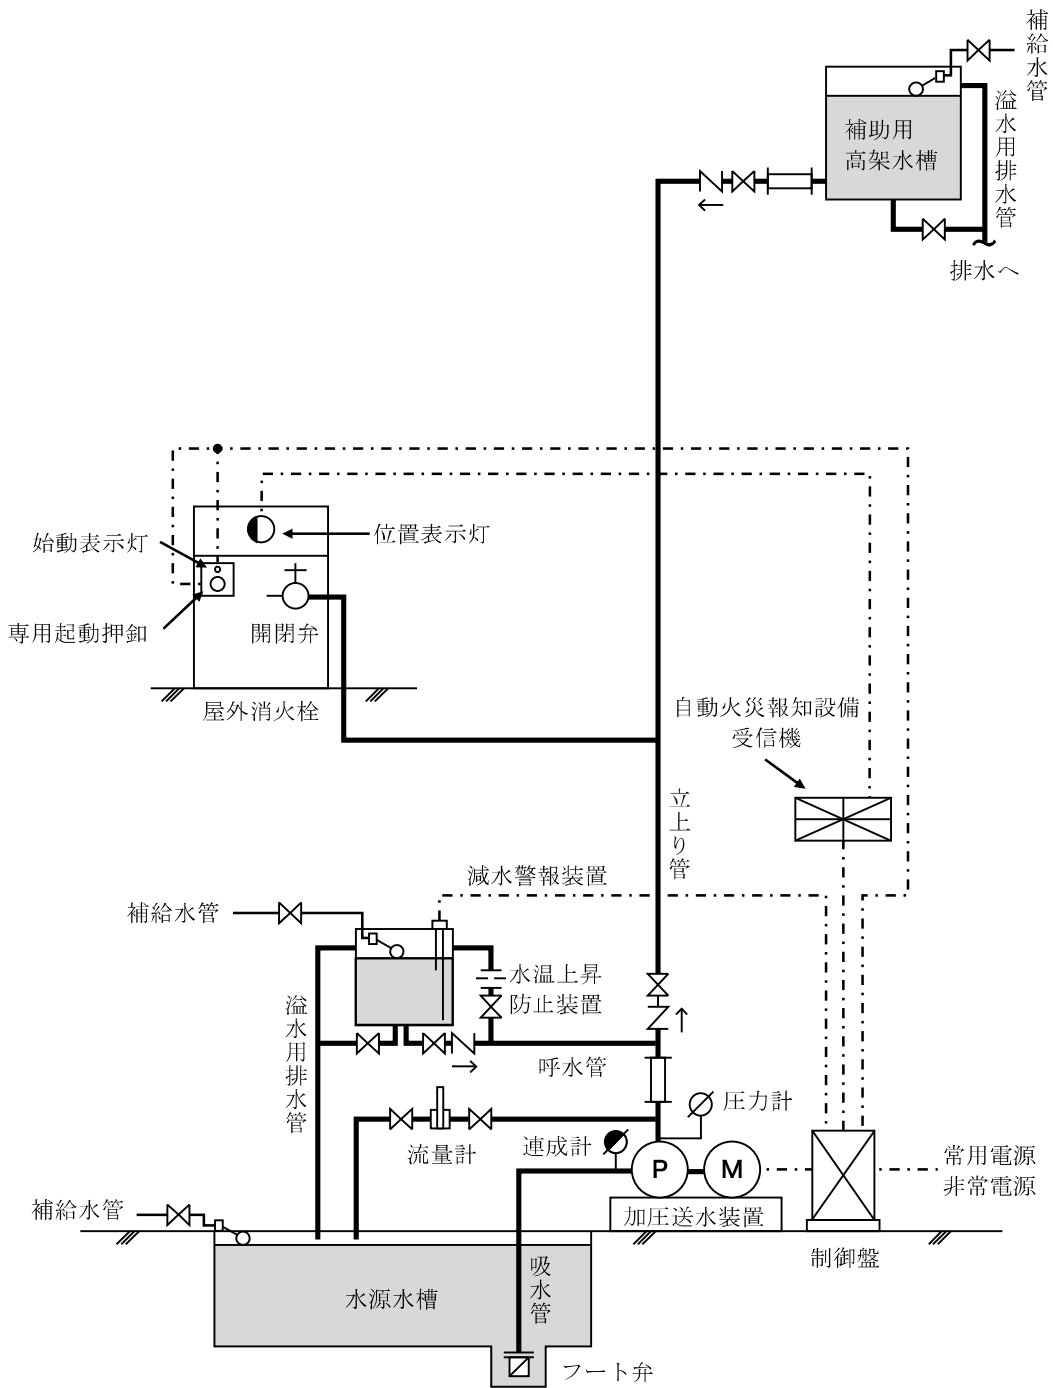 補給水管
溢水用排水管
補助用
高架水槽
排水へ
始動表示灯
位置表示灯
専用起動押釦
開閉弁
屋外消火栓
自動火災報知設備
受信機
立上り管
減水警報装置
補給水管
水温上昇
防止装置
溢水用排水管
呼水管
圧力計
流量計
連成計
P
M
常用電源
非常電源
補給水管
加圧送水装置
制御盤
吸水管
水源水槽
フート弁